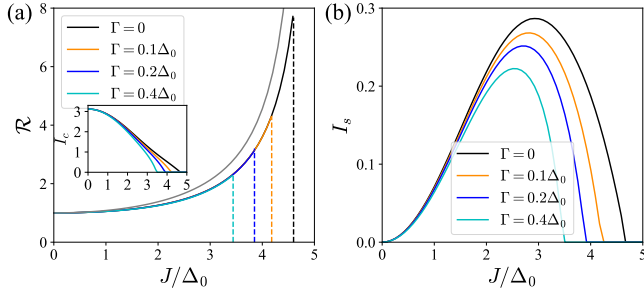 (a)
8
6
4
2
0
ℛ
Γ = 0
Γ = 0.1Δ₀
Γ = 0.2Δ₀
Γ = 0.4Δ₀
I_c
3
2
1
0
0 1 2 3 4 5
0 1 2 3 4 5
J/Δ₀
(b)
0.3
0.2
0.1
0.0
I_s
Γ = 0
Γ = 0.1Δ₀
Γ = 0.2Δ₀
Γ = 0.4Δ₀
0 1 2 3 4 5
J/Δ₀